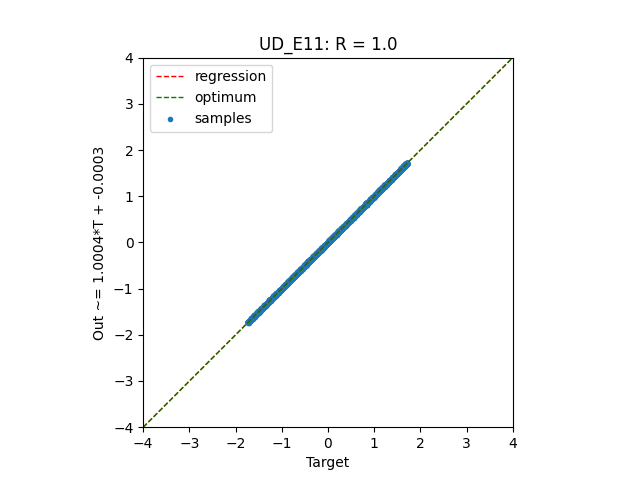 UD_E11: R = 1.0
regression
optimum
samples
4
3
2
1
0
−1
−2
−3
−4
Out ~= 1.0004*T + -0.0003
−4 −3 −2 −1 0 1 2 3 4
Target